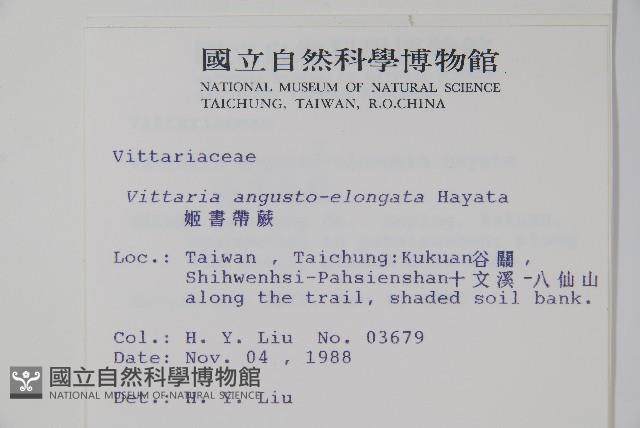 國立自然科學博物館
NATIONAL MUSEUM OF NATURAL SCIENCE
TAICHUNG, TAIWAN, R.O.CHINA
Vittariaceae
Vittaria angusto-elongata Hayata
姬書帶蕨
Loc.: Taiwan , Taichung:Kukuan谷關 ,
Shihwenhsi-Pahsienshan十文溪-八仙山
along the trail, shaded soil bank.
Col.: H. Y. Liu No. 03679
Date: Nov. 04 , 1988
國立自然科學博物館
NATIONAL MUSEUM OF NATURAL SCIENCE
Det.: H. Y. Liu